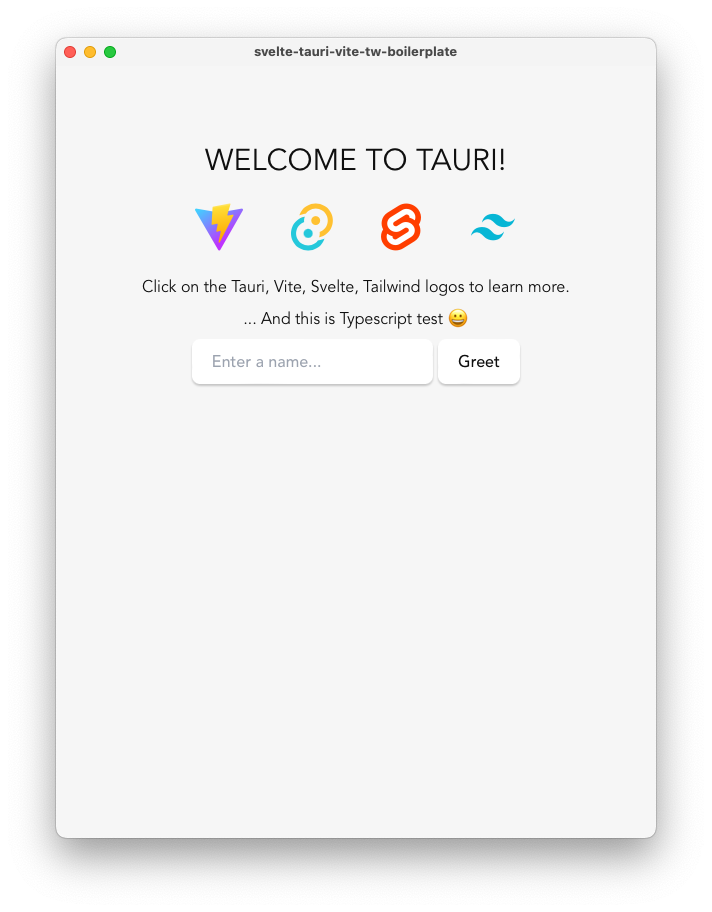 svelte-tauri-vite-tw-boilerplate
WELCOME TO TAURI!
Click on the Tauri, Vite, Svelte, Tailwind logos to learn more.
... And this is Typescript test 😀
Enter a name... Greet